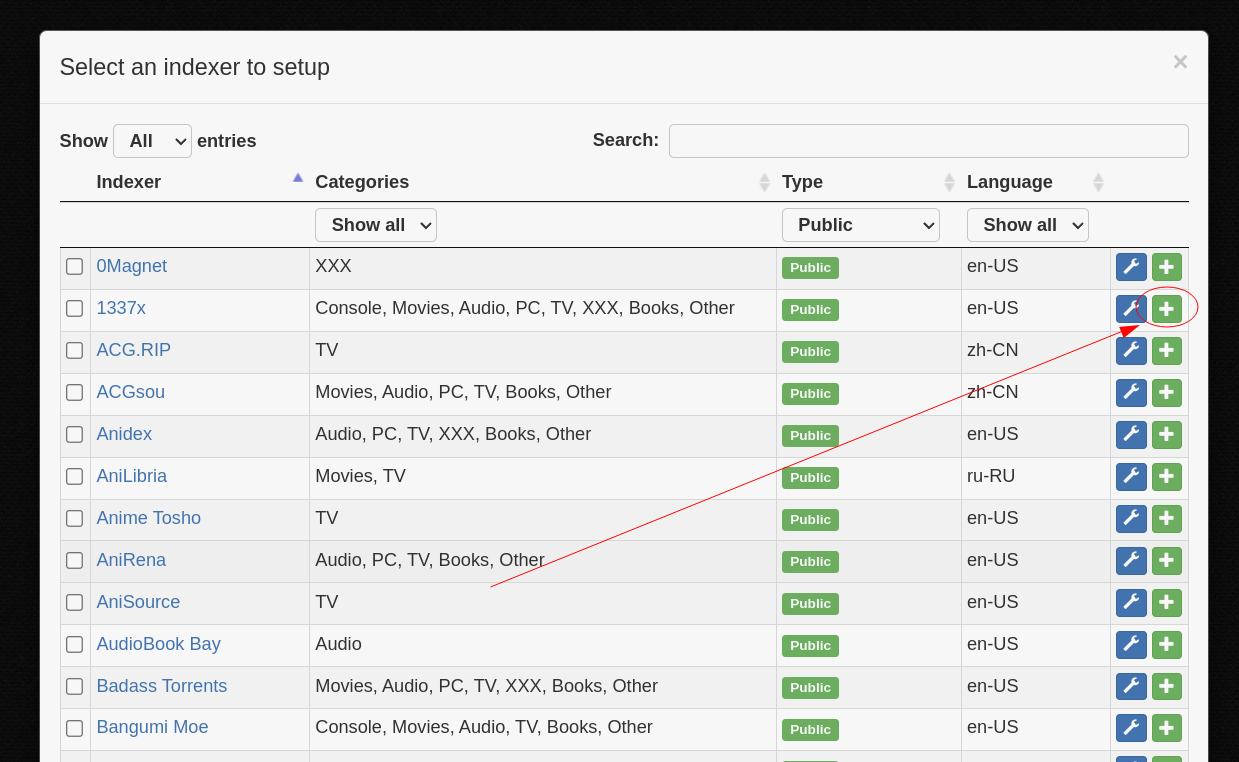 Select an indexer to setup ×
Show All entries Search:
Indexer Categories Type Language
Show all Public Show all
0Magnet XXX Public en-US
1337x Console, Movies, Audio, PC, TV, XXX, Books, Other Public en-US
ACG.RIP TV Public zh-CN
ACGsou Movies, Audio, PC, TV, Books, Other Public zh-CN
Anidex Audio, PC, TV, XXX, Books, Other Public en-US
AniLibria Movies, TV Public ru-RU
Anime Tosho TV Public en-US
AniRena Audio, PC, TV, Books, Other Public en-US
AniSource TV Public en-US
AudioBook Bay Audio Public en-US
Badass Torrents Movies, Audio, PC, TV, XXX, Books, Other Public en-US
Bangumi Moe Console, Movies, Audio, TV, Books, Other Public en-US